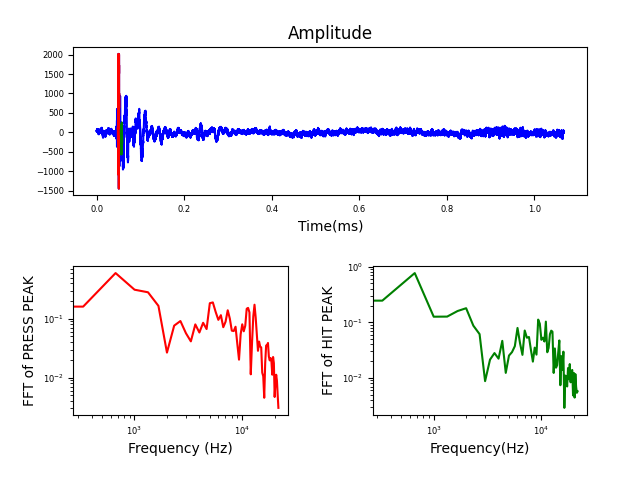 Amplitude
2000
1500
1000
500
0
−500
−1000
−1500
0.0 0.2 0.4 0.6 0.8 1.0
Time(ms)
FFT of PRESS PEAK
10⁻¹
10⁻²
10³ 10⁴
Frequency (Hz)
FFT of HIT PEAK
10⁰
10⁻¹
10⁻²
10³ 10⁴
Frequency(Hz)